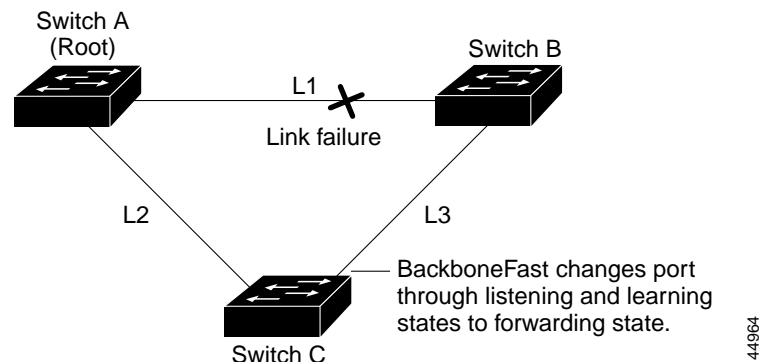 Switch A
(Root)
Switch B
L1
Link failure
L2
L3
BackboneFast changes port
through listening and learning
states to forwarding state.
Switch C
44964